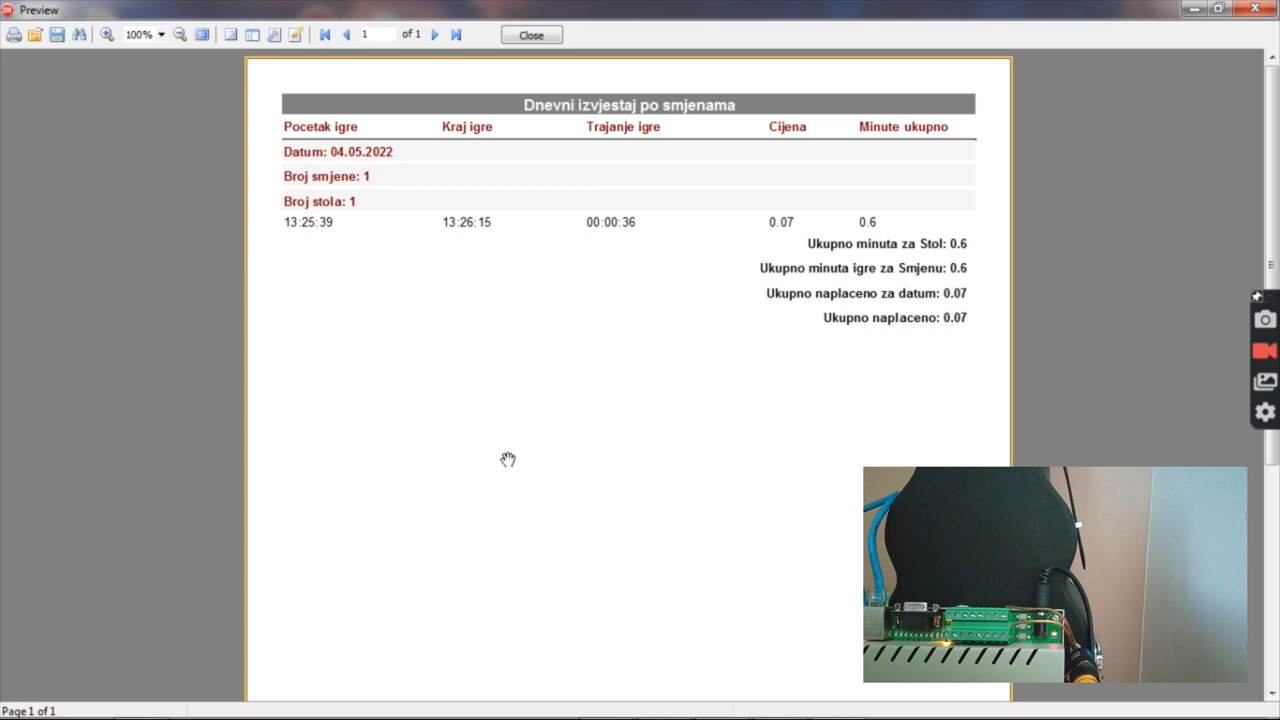 Preview
100%
1 of 1
Close
Dnevni izvjestaj po smjenama
Pocetak igre Kraj igre Trajanje igre Cijena Minute ukupno
Datum: 04.05.2022
Broj smjene: 1
Broj stola: 1
13:25:39 13:26:15 00:00:36 0.07 0.6
Ukupno minuta za Stol: 0.6
Ukupno minuta igre za Smjenu: 0.6
Ukupno naplaceno za datum: 0.07
Ukupno naplaceno: 0.07
Page 1 of 1